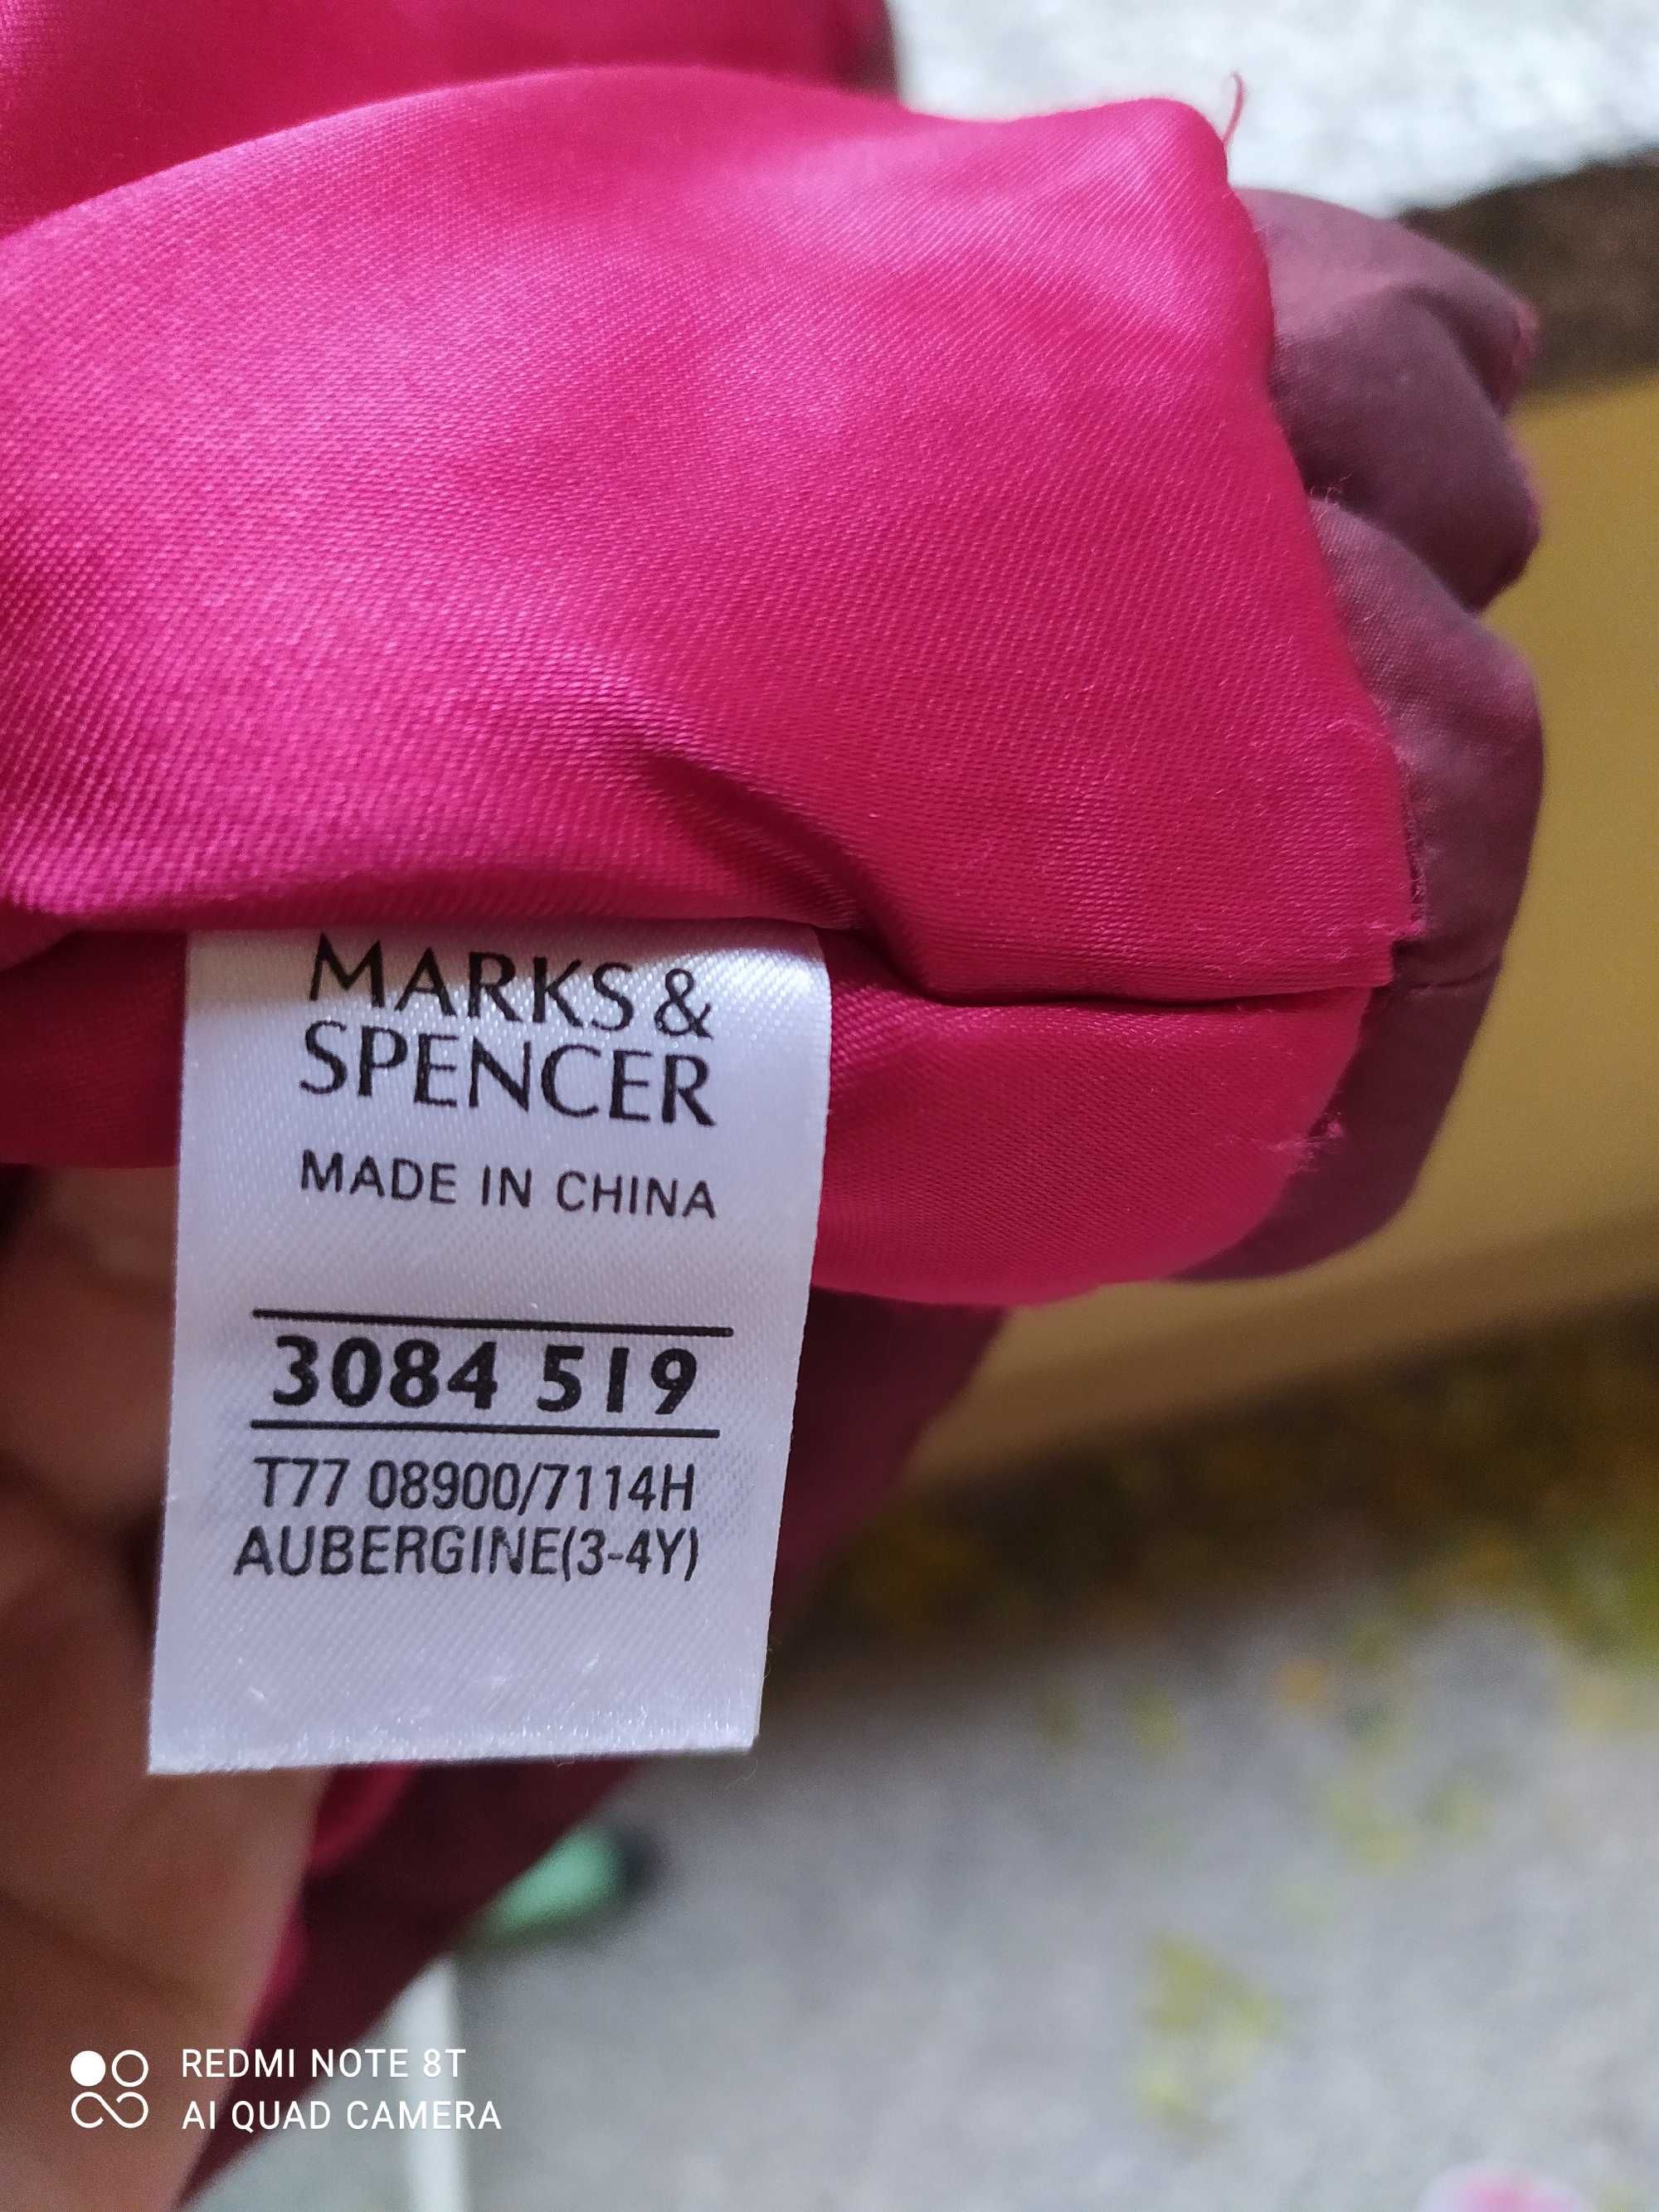 MARKS &
SPENCER
MADE IN CHINA
3084 519
T77 08900/7114H
AUBERGINE(3-4Y)
REDMI NOTE 8T
AI QUAD CAMERA